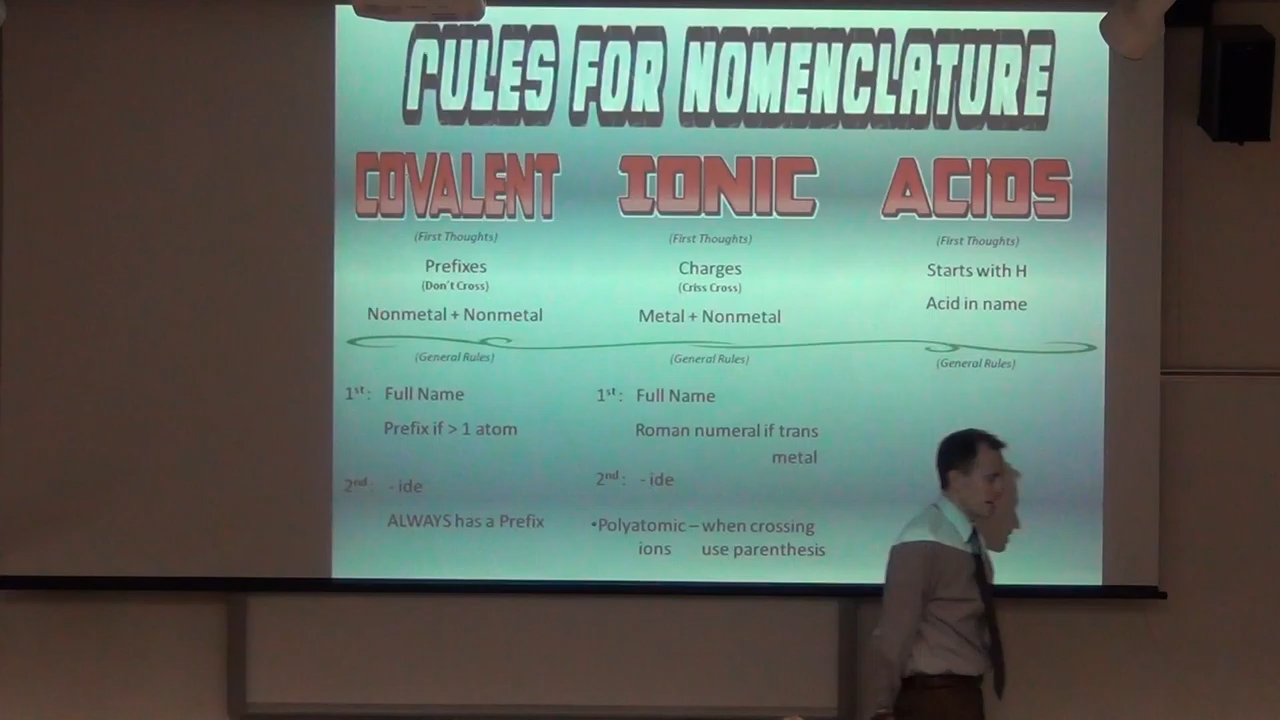 RULES FOR NOMENCLATURE
COVALENT
(First Thoughts)
Prefixes
(Don't Cross)
Nonmetal + Nonmetal
(General Rules)
1st: Full Name
Prefix if > 1 atom
2nd: - ide
ALWAYS has a Prefix
IONIC
(First Thoughts)
Charges
(Criss Cross)
Metal + Nonmetal
(General Rules)
1st: Full Name
Roman numeral if trans
metal
2nd: - ide
•Polyatomic – when crossing
ions use parenthesis
ACIDS
(First Thoughts)
Starts with H
Acid in name
(General Rules)